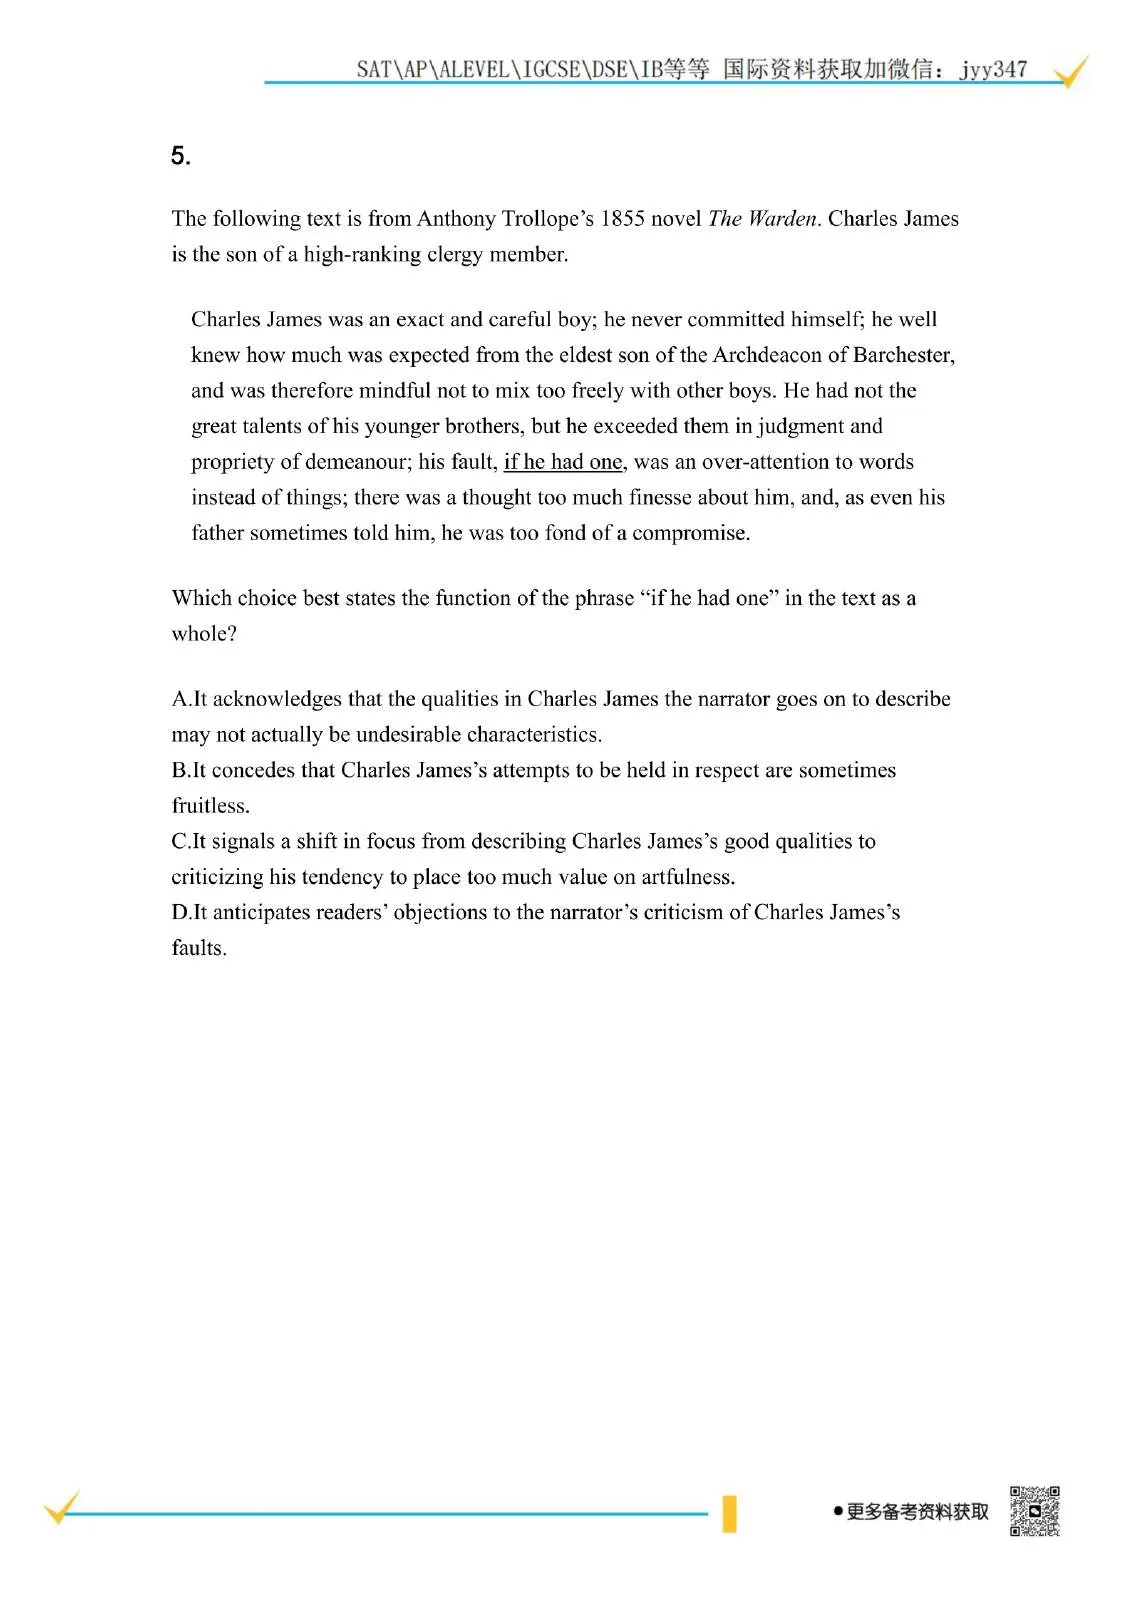 SAT\AP\ALEVEL\IGCSE\DSE\IB等等 国际资料获取加微信：jyy347
5.
The following text is from Anthony Trollope’s 1855 novel The Warden. Charles James
is the son of a high-ranking clergy member.
Charles James was an exact and careful boy; he never committed himself; he well
knew how much was expected from the eldest son of the Archdeacon of Barchester,
and was therefore mindful not to mix too freely with other boys. He had not the
great talents of his younger brothers, but he exceeded them in judgment and
propriety of demeanour; his fault, if he had one, was an over-attention to words
instead of things; there was a thought too much finesse about him, and, as even his
father sometimes told him, he was too fond of a compromise.
Which choice best states the function of the phrase “if he had one” in the text as a
whole?
A.It acknowledges that the qualities in Charles James the narrator goes on to describe
may not actually be undesirable characteristics.
B.It concedes that Charles James’s attempts to be held in respect are sometimes
fruitless.
C.It signals a shift in focus from describing Charles James’s good qualities to
criticizing his tendency to place too much value on artfulness.
D.It anticipates readers’ objections to the narrator’s criticism of Charles James’s
faults.
●更多备考资料获取